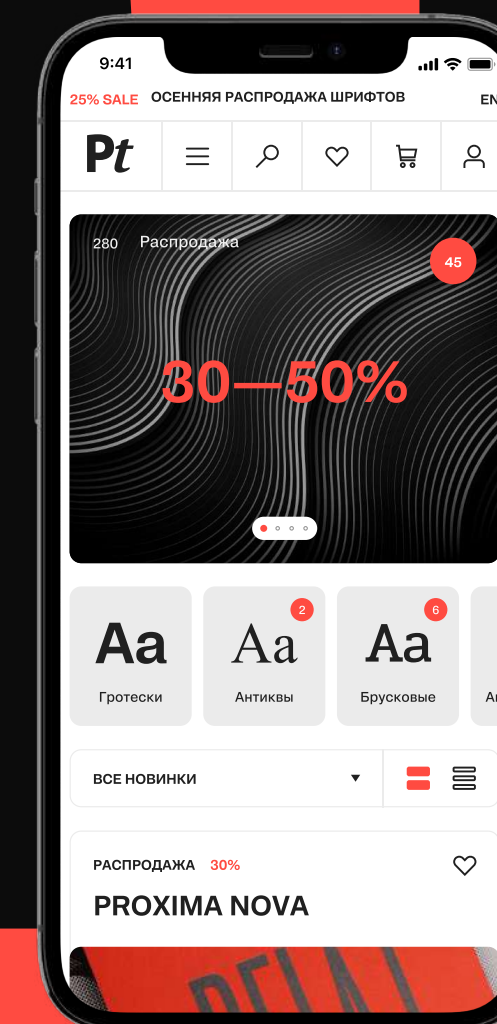 9:41
25% SALE ОСЕННЯЯ РАСПРОДАЖА ШРИФТОВ EN
Pt
280 Распродажа
45
30—50%
Aa
2
Aa
6
Aa
Гротески
Антиквы
Брусковые
ВСЕ НОВИНКИ
РАСПРОДАЖА 30%
PROXIMA NOVA